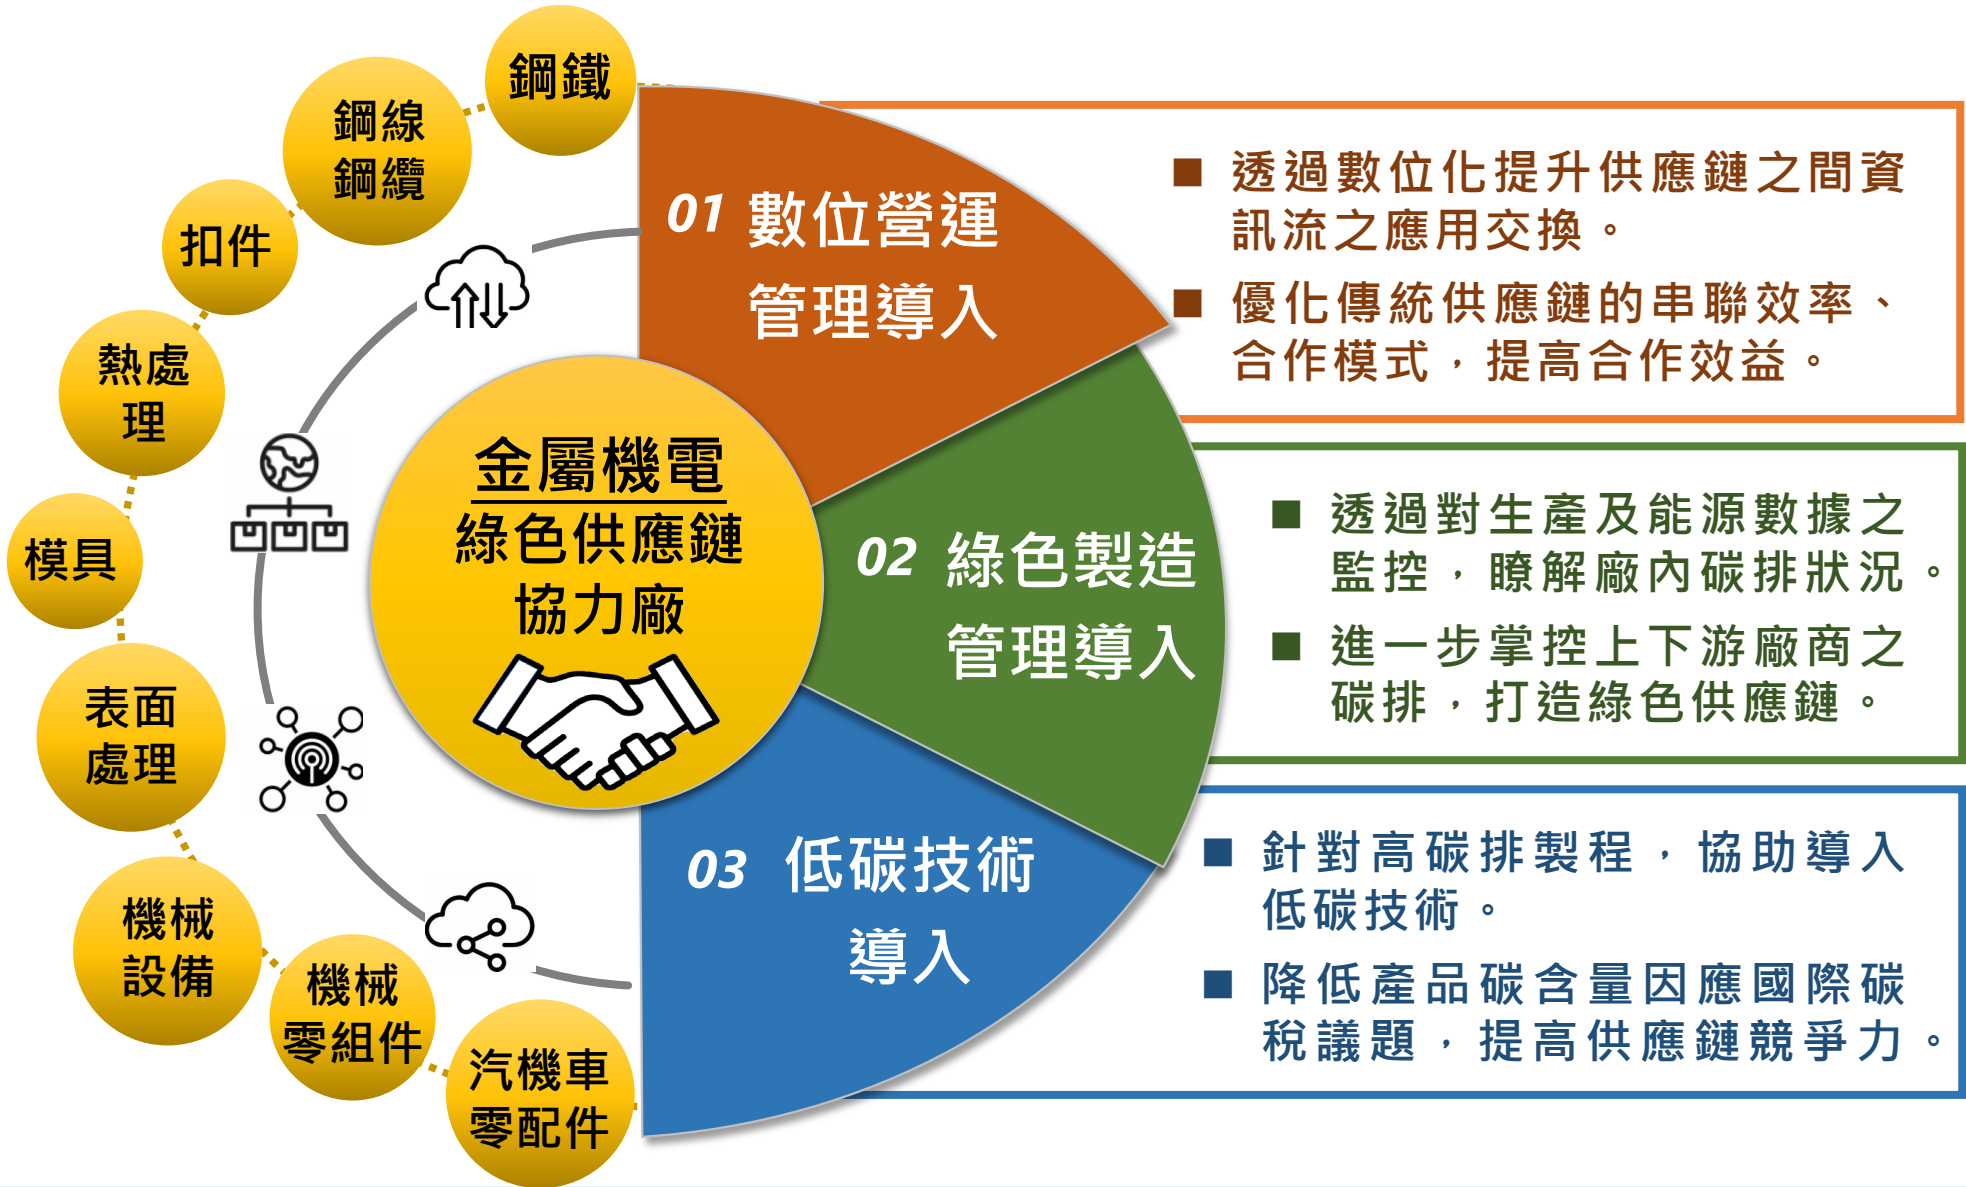 鋼鐵
鋼線
鋼纜
扣件
熱處
理
模具
表面
處理
機械
設備
機械
零組件
汽機車
零配件
金屬機電
綠色供應鏈
協力廠
01 數位營運
管理導入
■ 透過數位化提升供應鏈之間資
訊流之應用交換。
■ 優化傳統供應鏈的串聯效率、
合作模式，提高合作效益。
02 綠色製造
管理導入
■ 透過對生產及能源數據之
監控，瞭解廠內碳排狀況。
■ 進一步掌控上下游廠商之
碳排，打造綠色供應鏈。
03 低碳技術
導入
■ 針對高碳排製程，協助導入
低碳技術。
■ 降低產品碳含量因應國際碳
稅議題，提高供應鏈競爭力。